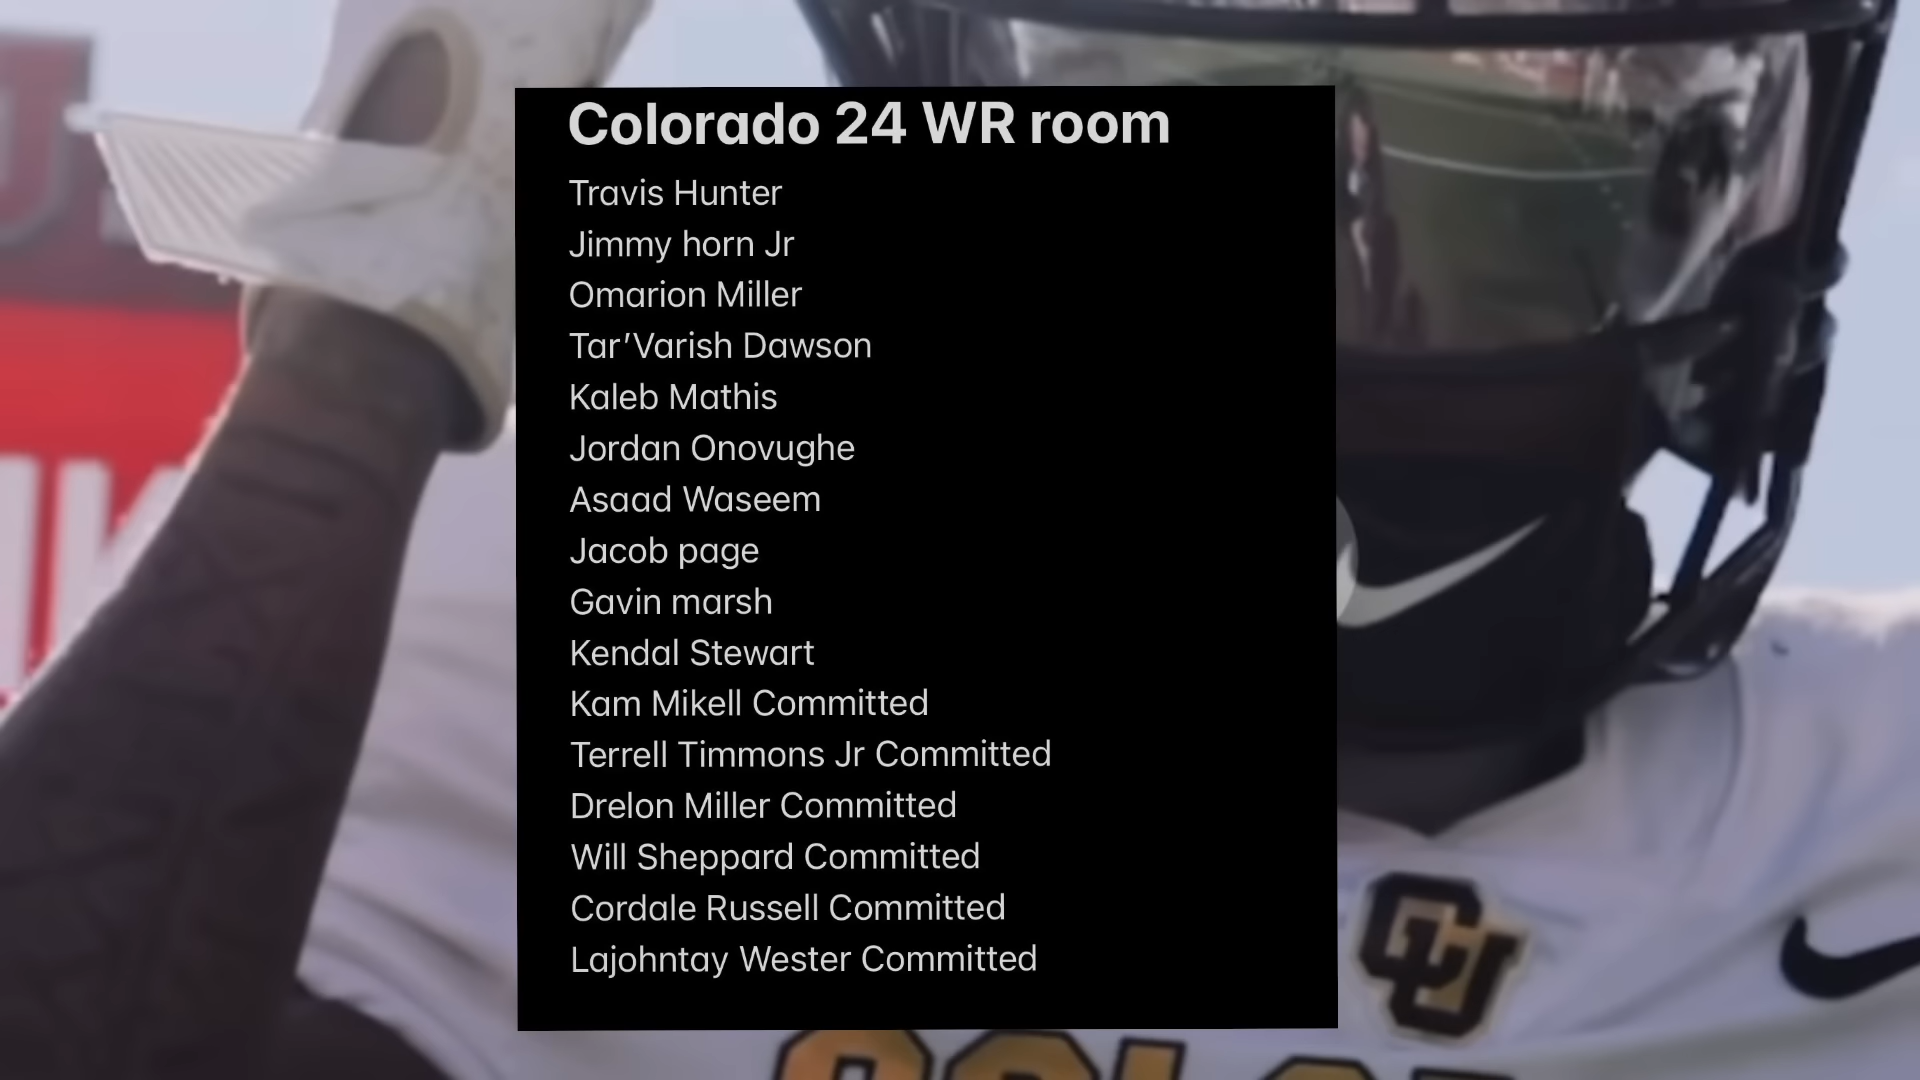 Colorado 24 WR room
Travis Hunter
Jimmy horn Jr
Omarion Miller
Tar'Varish Dawson
Kaleb Mathis
Jordan Onovughe
Asaad Waseem
Jacob page
Gavin marsh
Kendal Stewart
Kam Mikell Committed
Terrell Timmons Jr Committed
Drelon Miller Committed
Will Sheppard Committed
Cordale Russell Committed
Lajohntay Wester Committed
CU